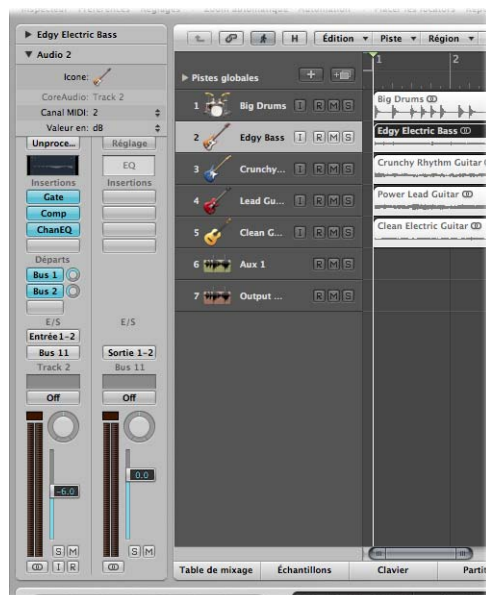 Edgy Electric Bass
Audio 2
Icone:
CoreAudio: Track 2
Canal MIDI: 2
Valeur en: dB
Unproce... Réglage
EQ
Insertions Insertions
Gate
Comp
ChanEQ
Départs
Bus 1
Bus 2
E/S E/S
Entrée 1-2
Bus 11 Sortie 1-2
Track 2 Bus 11
Off Off
0.0
-6.0
S M S M
I R
H Édition Piste Région
Pistes globales
1 2
1 Big Drums I R M S
2 Edgy Bass I R M S
3 Crunchy... I R M S
4 Lead Gu... I R M S
5 Clean G... I R M S
6 Aux 1 R M S
7 Output ... R M S
Big Drums
Edgy Electric Bass
Crunchy Rhythm Guitar
Power Lead Guitar
Clean Electric Guitar
Table de mixage Échantillons Clavier Partit